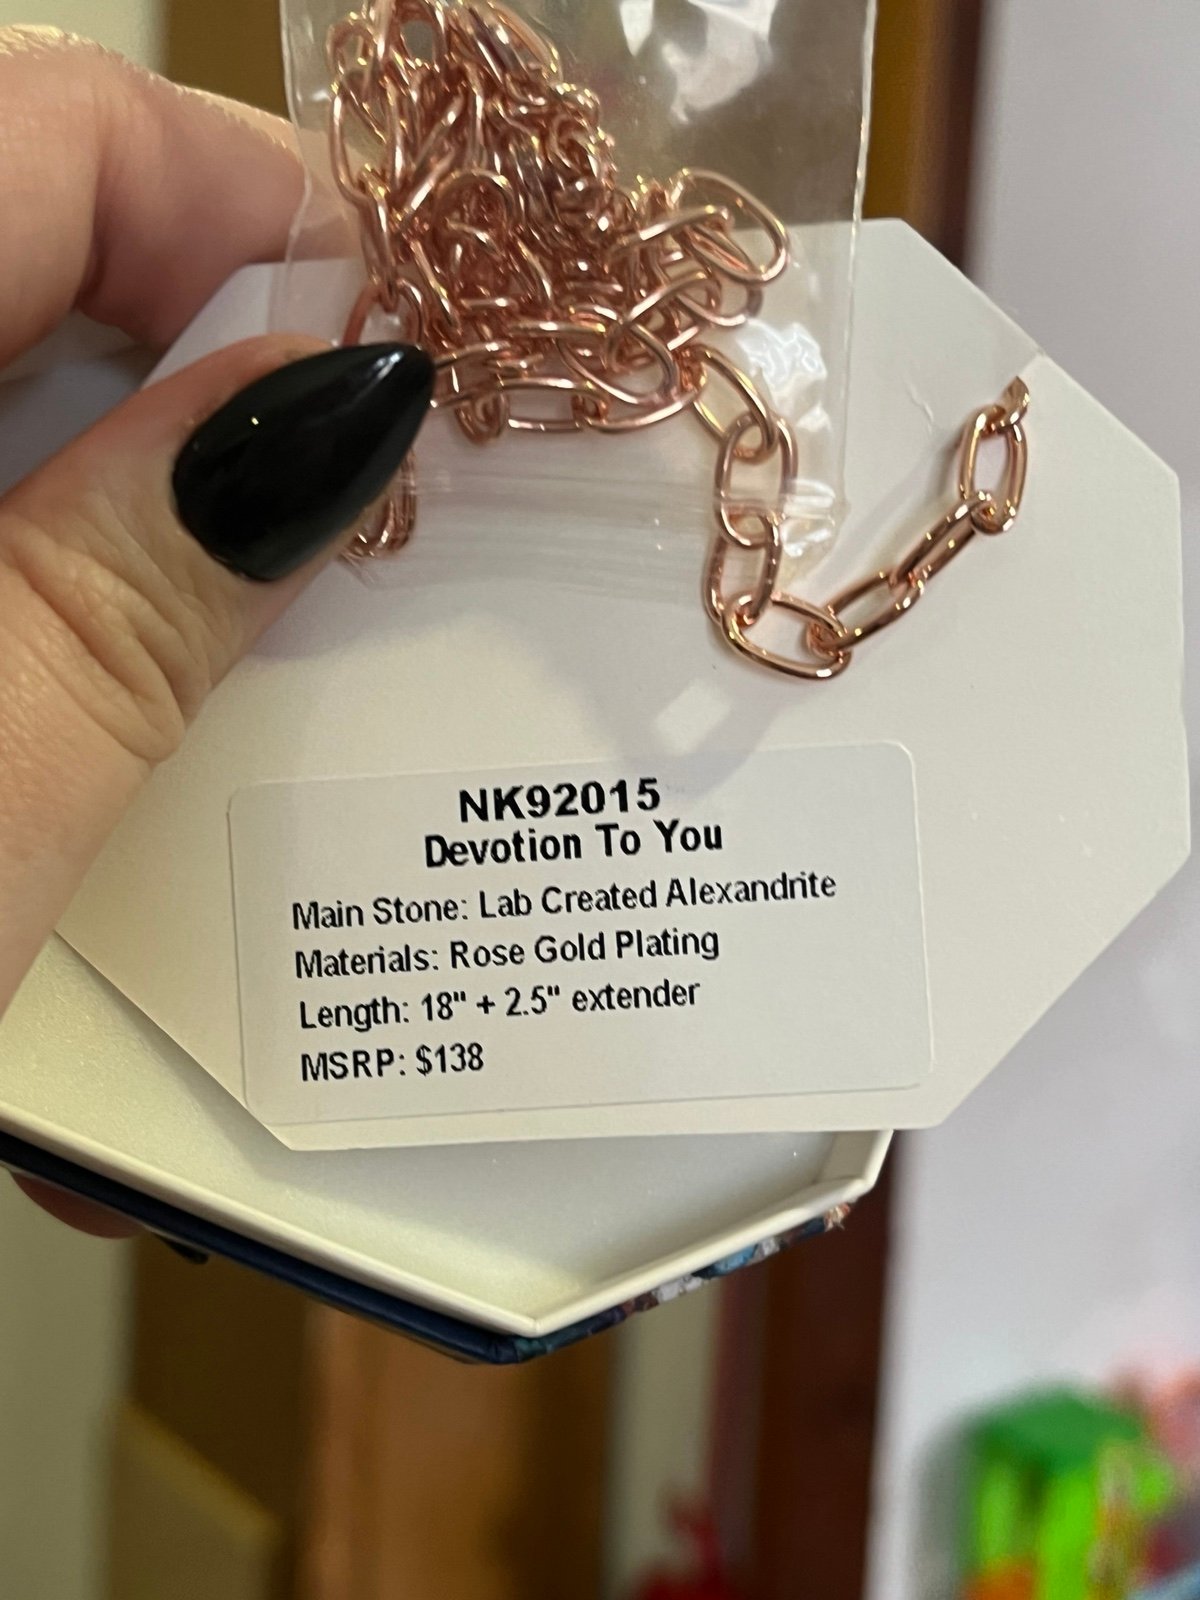 NK92015
Devotion To You
Main Stone: Lab Created Alexandrite
Materials: Rose Gold Plating
Length: 18" + 2.5" extender
MSRP: $138